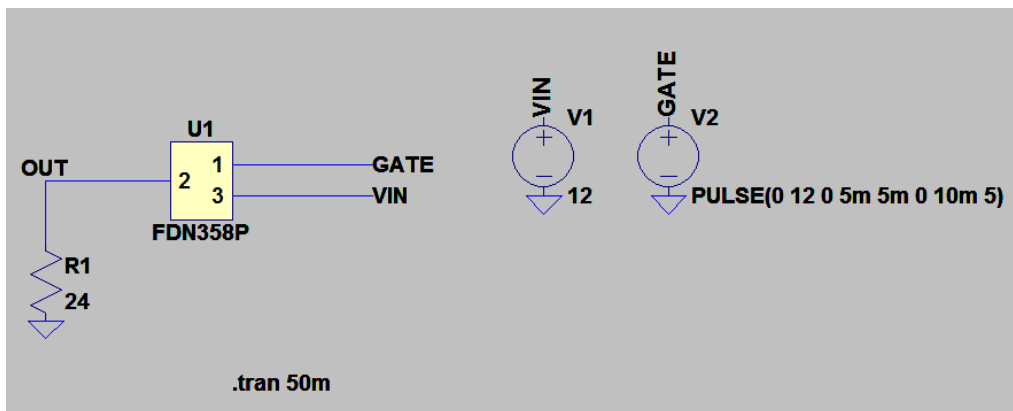 U1
OUT
1
GATE
2
3
VIN
FDN358P
R1
24
VIN
V1
12
GATE
V2
PULSE(0 12 0 5m 5m 0 10m 5)
.tran 50m